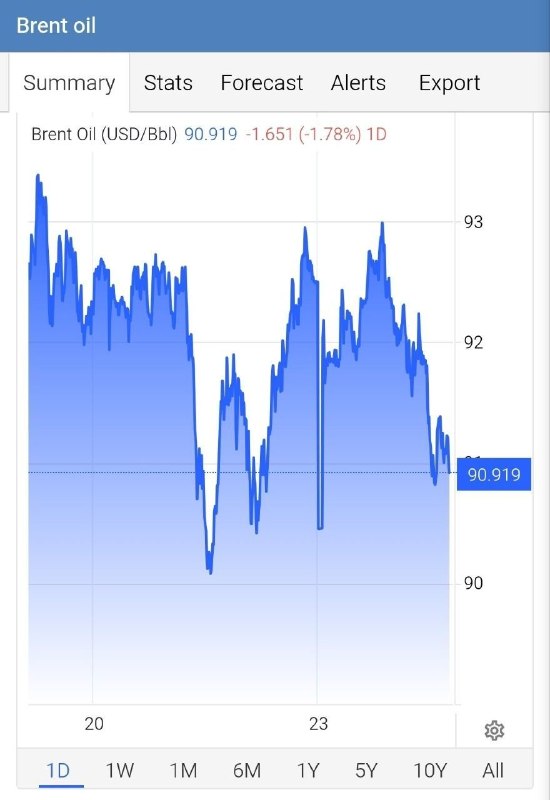 Brent oil
Summary Stats Forecast Alerts Export
Brent Oil (USD/Bbl) 90.919 -1.651 (-1.78%) 1D
93
92
90.919
90
20 23
1D 1W 1M 6M 1Y 5Y 10Y All